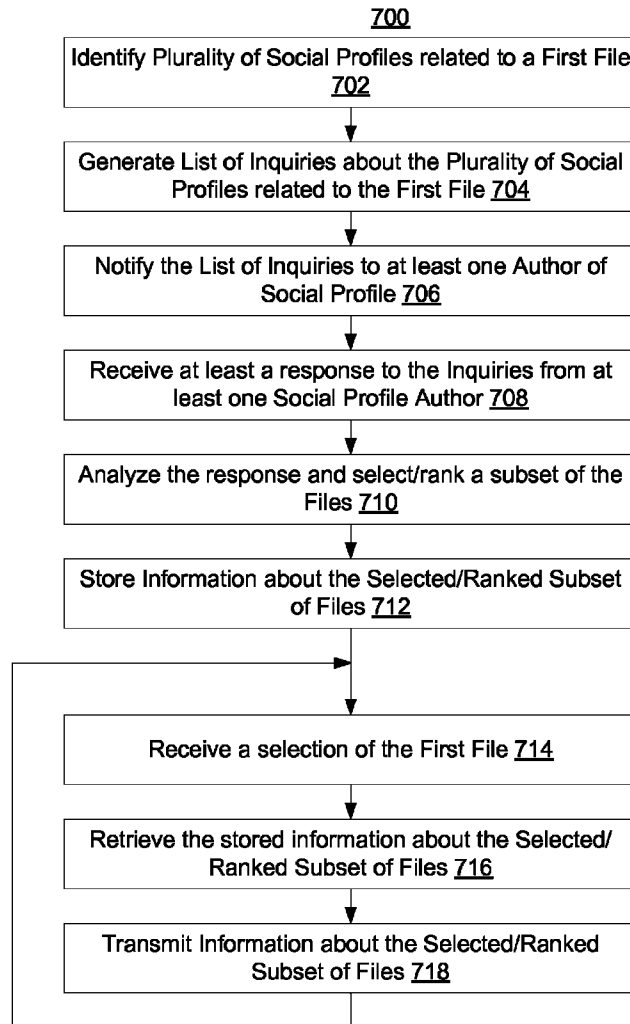 700
Identify Plurality of Social Profiles related to a First File
702
Generate List of Inquiries about the Plurality of Social
Profiles related to the First File 704
Notify the List of Inquiries to at least one Author of
Social Profile 706
Receive at least a response to the Inquiries from at
least one Social Profile Author 708
Analyze the response and select/rank a subset of the
Files 710
Store Information about the Selected/Ranked Subset
of Files 712
Receive a selection of the First File 714
Retrieve the stored information about the Selected/
Ranked Subset of Files 716
Transmit Information about the Selected/Ranked
Subset of Files 718